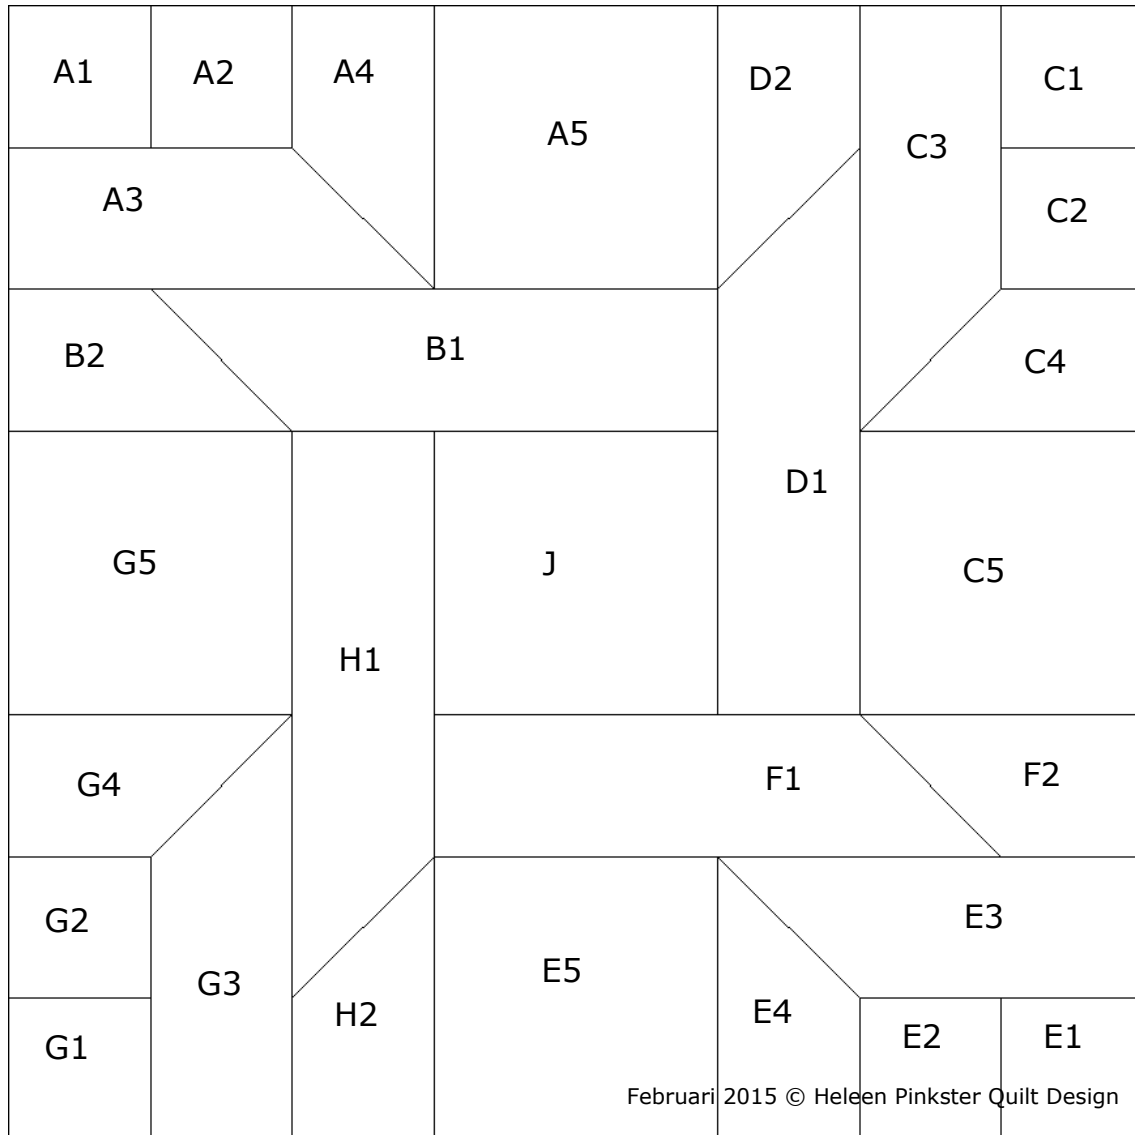 A1 A2 A4 D2 C1
A5 C3
A3 C2
B2 B1 C4
D1
G5 J C5
H1
G4 F1 F2
G2 E3
G3 E5
H2 E4
G1 E2 E1
Februari 2015 © Heleen Pinkster Quilt Design